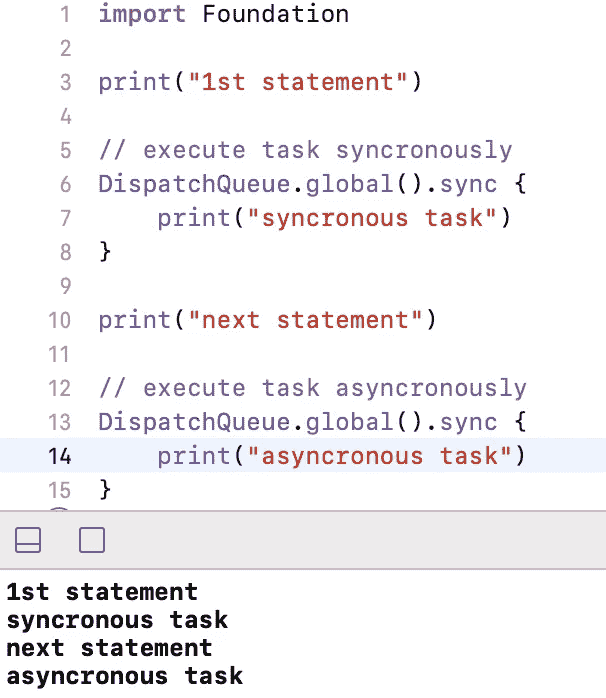 1 import Foundation
2
3 print("1st statement")
4
5 // execute task syncronously
6 DispatchQueue.global().sync {
7     print("syncronous task")
8 }
9
10 print("next statement")
11
12 // execute task asyncronously
13 DispatchQueue.global().sync {
14     print("asyncronous task")
15 }
1st statement
syncronous task
next statement
asyncronous task